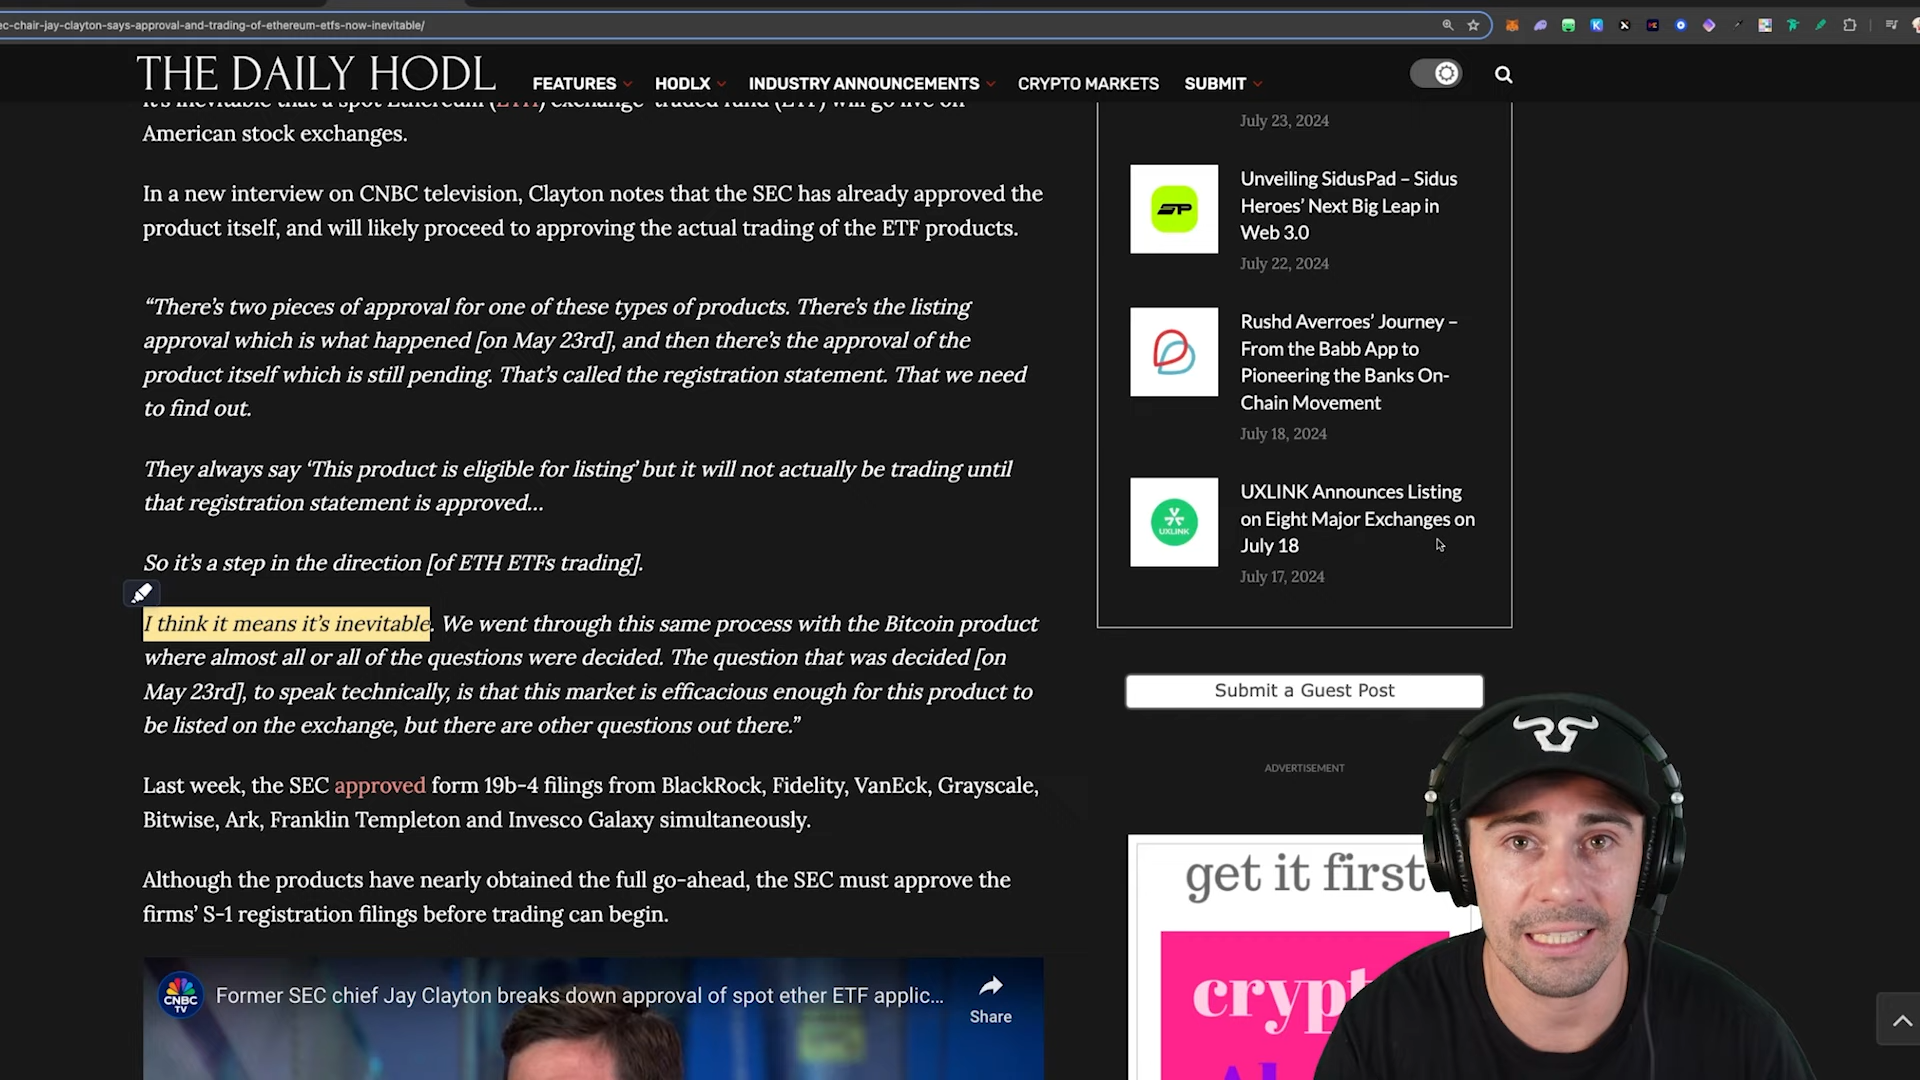 ec-chair-jay-clayton-says-approval-and-trading-of-ethereum-etfs-now-inevitable/
THE DAILY HODL
FEATURES
HODLX
INDUSTRY ANNOUNCEMENTS
CRYPTO MARKETS
SUBMIT
It's inevitable that a spot Ethereum (ETH) exchange-traded fund (ETF) will go live on
American stock exchanges.
In a new interview on CNBC television, Clayton notes that the SEC has already approved the
product itself, and will likely proceed to approving the actual trading of the ETF products.
“There’s two pieces of approval for one of these types of products. There’s the listing
approval which is what happened [on May 23rd], and then there’s the approval of the
product itself which is still pending. That’s called the registration statement. That we need
to find out.
They always say ‘This product is eligible for listing’ but it will not actually be trading until
that registration statement is approved…
So it’s a step in the direction [of ETH ETFs trading].
I think it means it’s inevitable. We went through this same process with the Bitcoin product
where almost all or all of the questions were decided. The question that was decided [on
May 23rd], to speak technically, is that this market is efficacious enough for this product to
be listed on the exchange, but there are other questions out there.”
Last week, the SEC approved form 19b-4 filings from BlackRock, Fidelity, VanEck, Grayscale,
Bitwise, Ark, Franklin Templeton and Invesco Galaxy simultaneously.
Although the products have nearly obtained the full go-ahead, the SEC must approve the
firms’ S-1 registration filings before trading can begin.
CNBC
TV
Former SEC chief Jay Clayton breaks down approval of spot ether ETF applic...
Share
July 23, 2024
SP
Unveiling SidusPad – Sidus
Heroes’ Next Big Leap in
Web 3.0
July 22, 2024
Rushd Averroes’ Journey –
From the Babb App to
Pioneering the Banks On-
Chain Movement
July 18, 2024
UXLINK
UXLINK Announces Listing
on Eight Major Exchanges on
July 18
July 17, 2024
Submit a Guest Post
ADVERTISEMENT
get it first
crypt